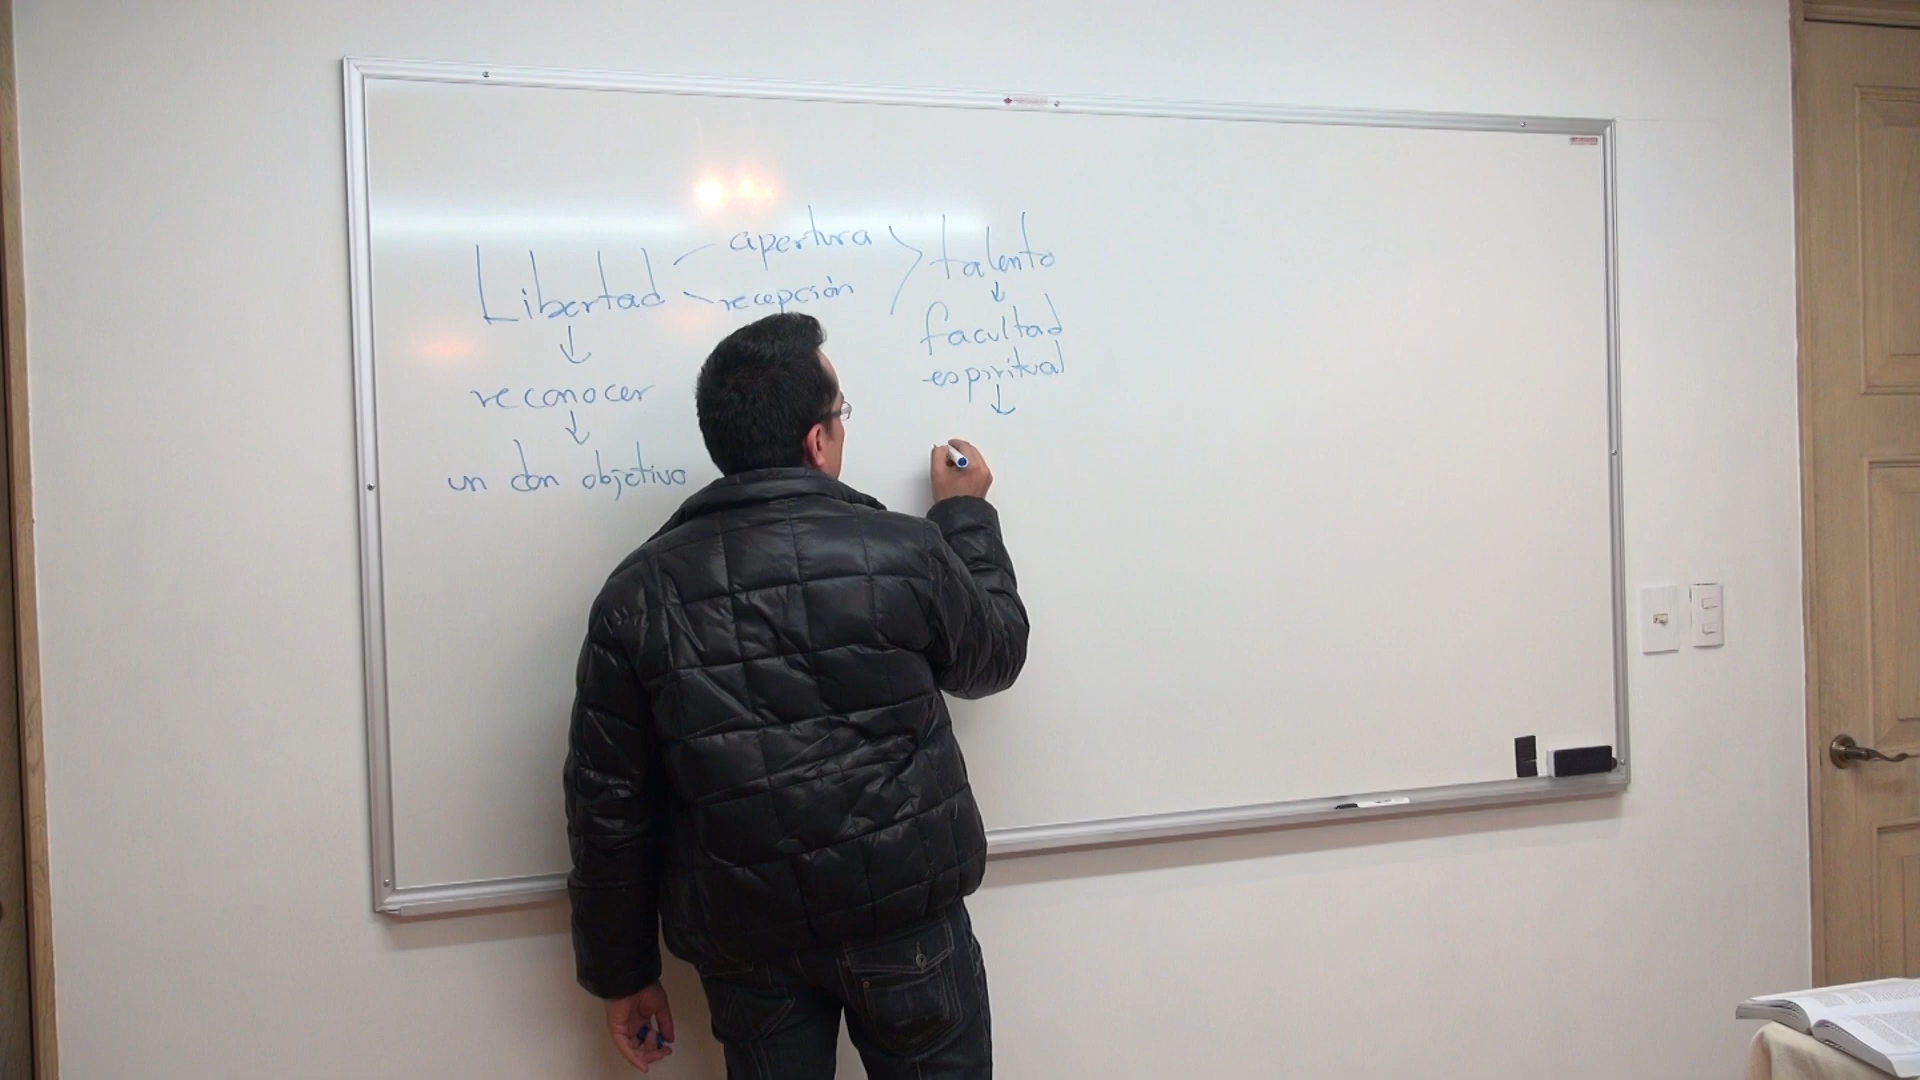 Libertad
apertura
recepción
talento
reconocer
facultad
espiritual
un don objetivo